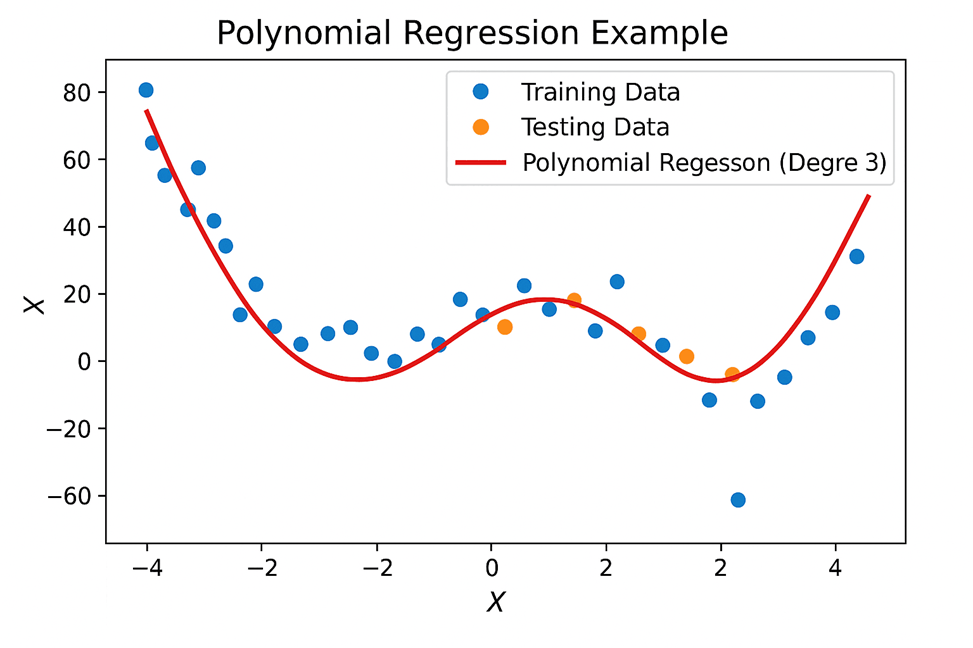 Polynomial Regression Example
Training Data
Testing Data
Polynomial Regesson (Degre 3)
80
60
40
20
0
−20
−60
X
−4
−2
−2
0
2
2
4
X